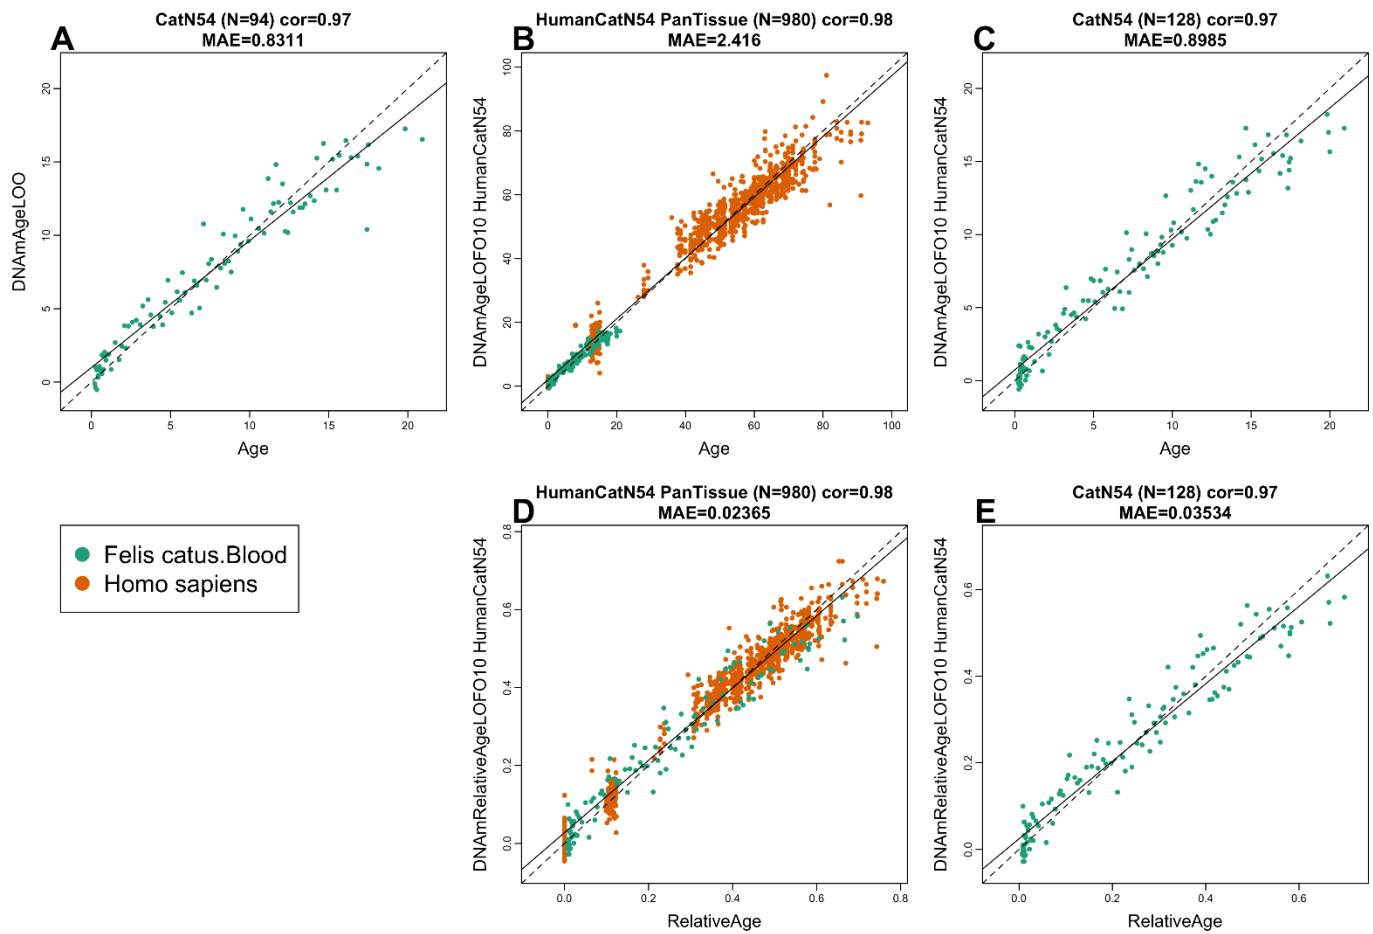 A
CatN54 (N=94) cor=0.97
MAE=0.8311
DNAmAgeLOO
0
5
10
15
20
0
5
10
15
20
Age
B
HumanCatN54 PanTissue (N=980) cor=0.98
MAE=2.416
DNAmAgeLOFO10 HumanCatN54
0
20
40
60
80
100
0
20
40
60
80
100
Age
C
CatN54 (N=128) cor=0.97
MAE=0.8985
DNAmAgeLOFO10 HumanCatN54
0
5
10
15
20
0
5
10
15
20
Age
Felis catus.Blood
Homo sapiens
D
HumanCatN54 PanTissue (N=980) cor=0.98
MAE=0.02365
DNAmRelativeAgeLOFO10 HumanCatN54
0.0
0.2
0.4
0.6
0.8
0.0
0.2
0.4
0.6
0.8
RelativeAge
E
CatN54 (N=128) cor=0.97
MAE=0.03534
DNAmRelativeAgeLOFO10 HumanCatN54
0.0
0.2
0.4
0.6
0.0
0.2
0.4
0.6
RelativeAge